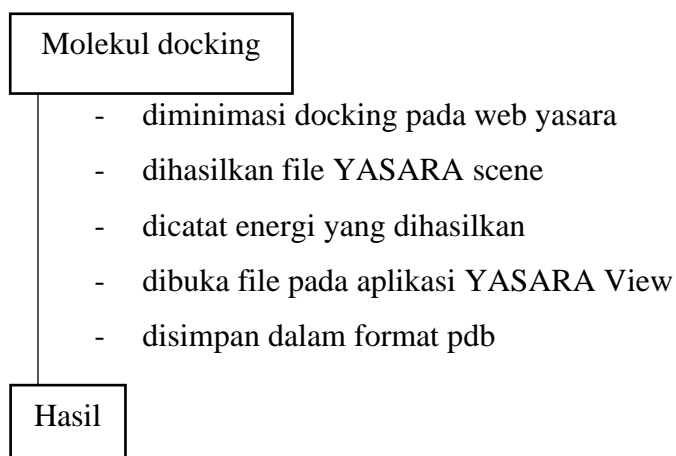 Molekul docking
- diminimasi docking pada web yasara
- dihasilkan file YASARA scene
- dicatat energi yang dihasilkan
- dibuka file pada aplikasi YASARA View
- disimpan dalam format pdb
Hasil